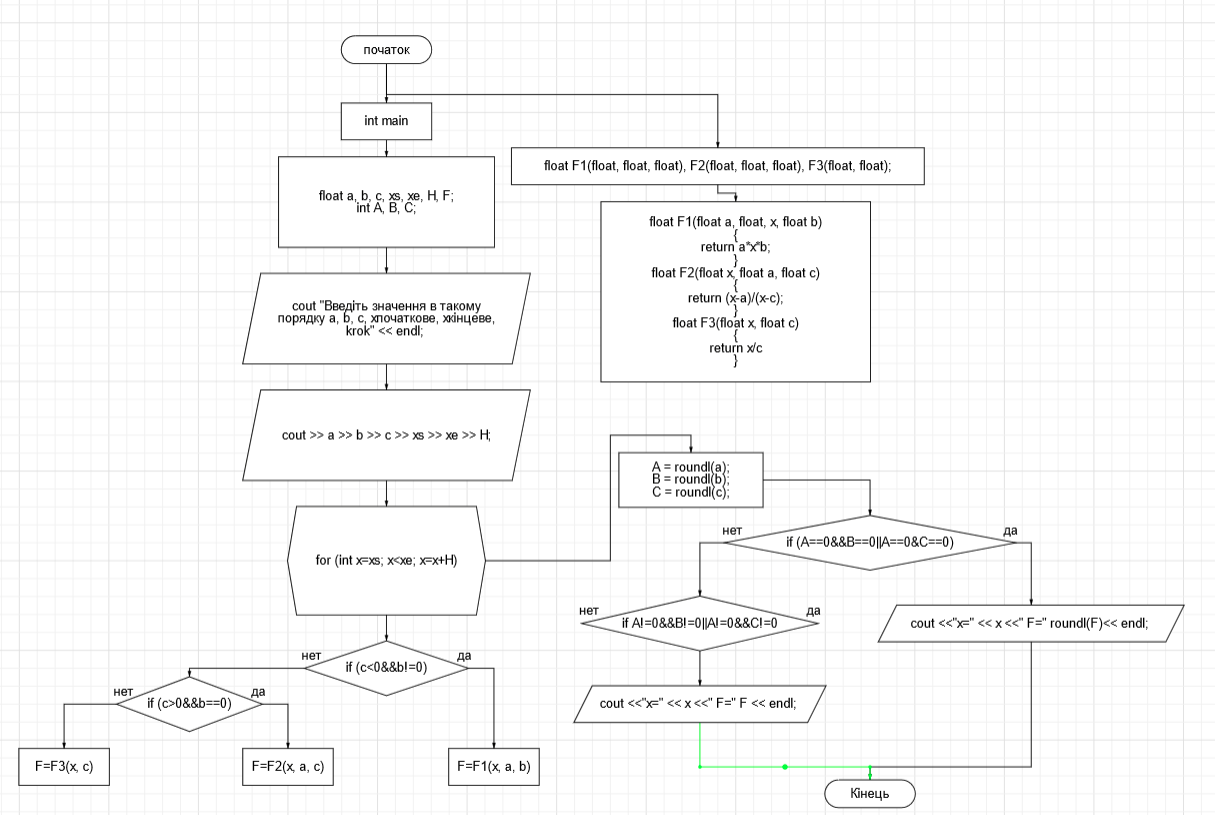 початок
int main
float a, b, c, xs, xe, H, F;
int A, B, C;
cout "Введіть значення в такому
порядку a, b, c, xпочаткове, xкінцеве,
krok" << endl;
cout >> a >> b >> c >> xs >> xe >> H;
for (int x=xs; x<xe; x=x+H)
if (c<0&&b!=0)
нет
да
if (c>0&&b==0)
нет
да
F=F3(x, c)
F=F2(x, a, c)
F=F1(x, a, b)
float F1(float, float, float), F2(float, float, float), F3(float, float);
float F1(float a, float, x, float b)
{
return a*x*b;
}
float F2(float x, float a, float c)
{
return (x-a)/(x-c);
}
float F3(float x, float c)
{
return x/c
}
A = roundl(a);
B = roundl(b);
C = roundl(c);
нет
да
if (A==0&&B==0||A==0&C==0)
нет
да
if A!=0&&B!=0||A!=0&&C!=0
cout <<"x=" << x <<" F=" roundl(F)<< endl;
cout <<"x=" << x <<" F=" F << endl;
Кінець